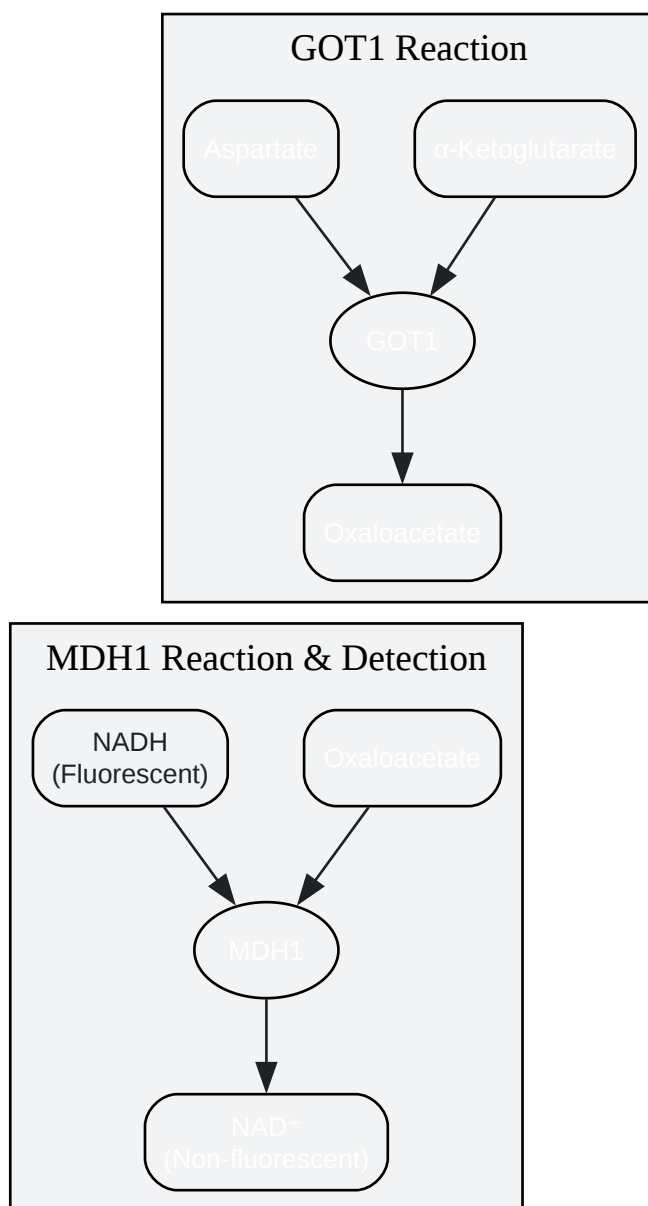 GOT1 Reaction
Aspartate
α-Ketoglutarate
GOT1
Oxaloacetate
MDH1 Reaction & Detection
NADH
(Fluorescent)
Oxaloacetate
MDH1
NAD⁺
(Non-fluorescent)